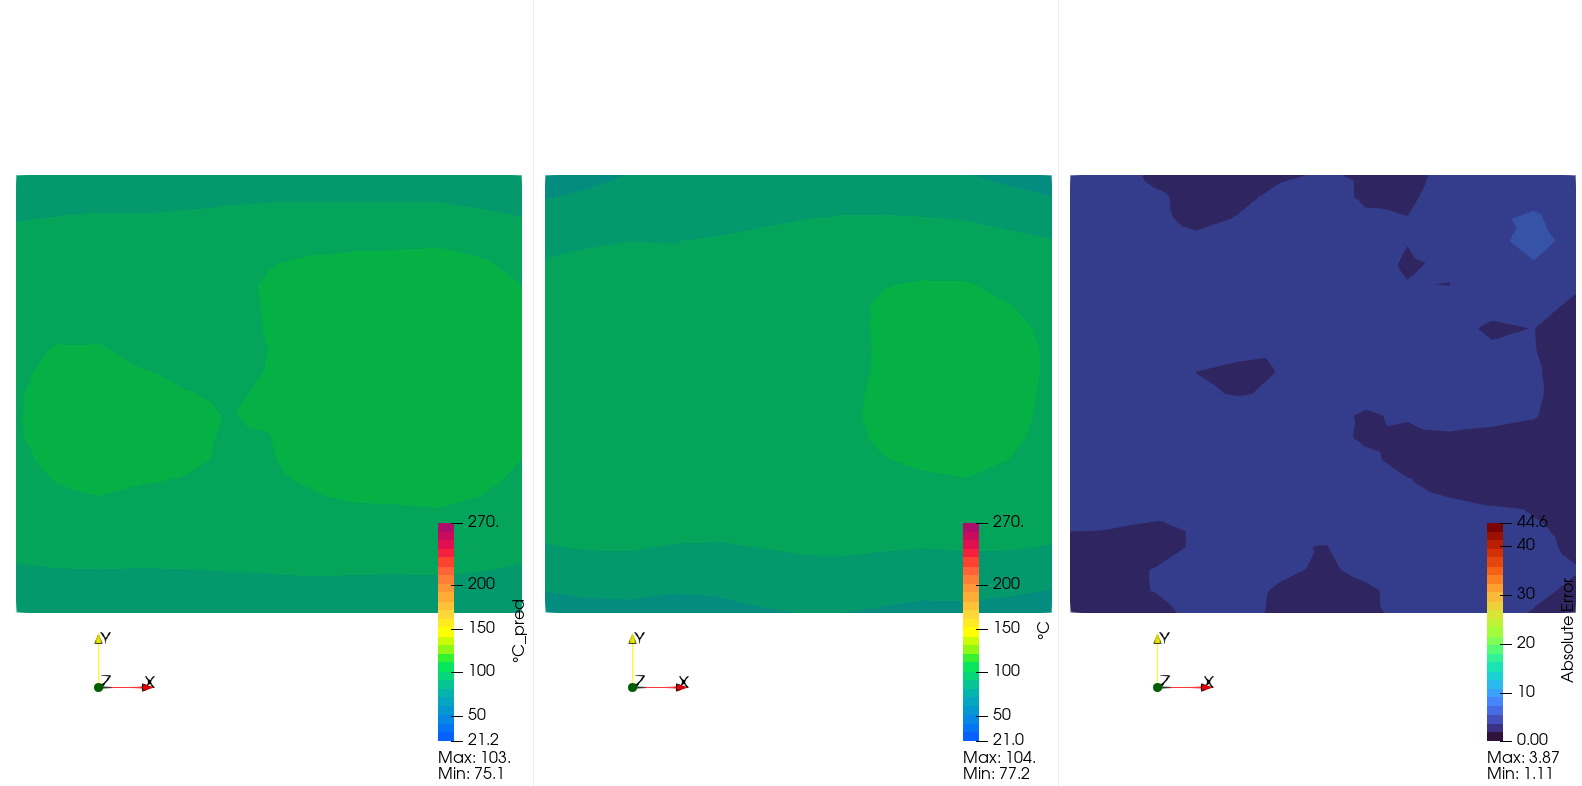 270.
200
150
100
50
21.2
°C_pred
Max: 103.
Min: 75.1
Y
Z
X
270.
200
150
100
50
21.0
°C
Max: 104.
Min: 77.2
Y
Z
X
44.6
40
30
20
10
0.00
Absolute Error
Max: 3.87
Min: 1.11
Y
Z
X